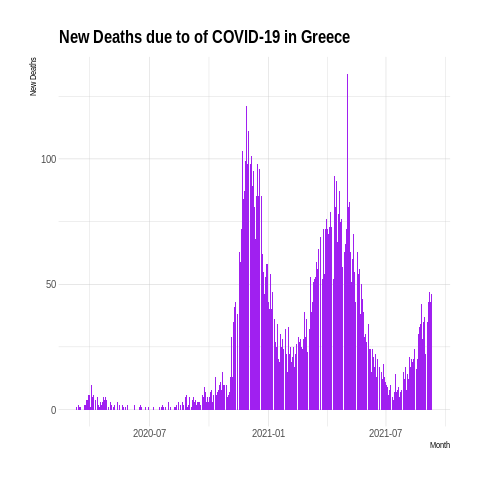 New Deaths due to of COVID-19 in Greece
New Deaths
100
50
0
2020-07
2021-01
2021-07
Month